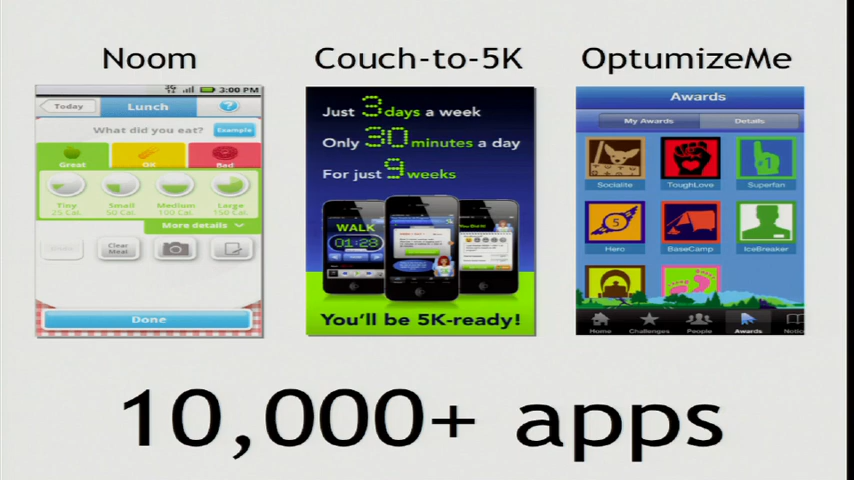 Noom
Couch-to-5K
OptumizeMe
3:00 PM
Today
Lunch
?
What did you eat?
Example
Great
OK
Bad
Tiny
Small
Medium
Large
25 Cal.
50 Cal.
100 Cal.
150 Cal.
More details
Clear
Meal
Done
Just 3 days a week
Only 30 minutes a day
For just 9 weeks
WALK
01:28
You'll be 5K-ready!
Awards
My Awards
Details
Socialite
ToughLove
Superfan
#1
5
Hero
BaseCamp
IceBreaker
Home
Challenges
People
Awards
10,000+ apps